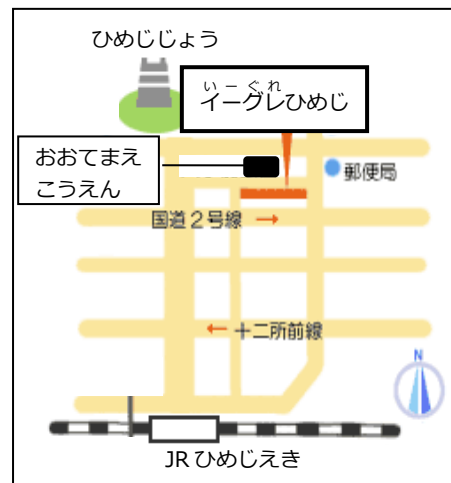 ひめじじょう
いーぐれ
イーグレひめじ
おおてまえ
こうえん
郵便局
国道２号線 →
← 十二所前線
N
JR ひめじえき